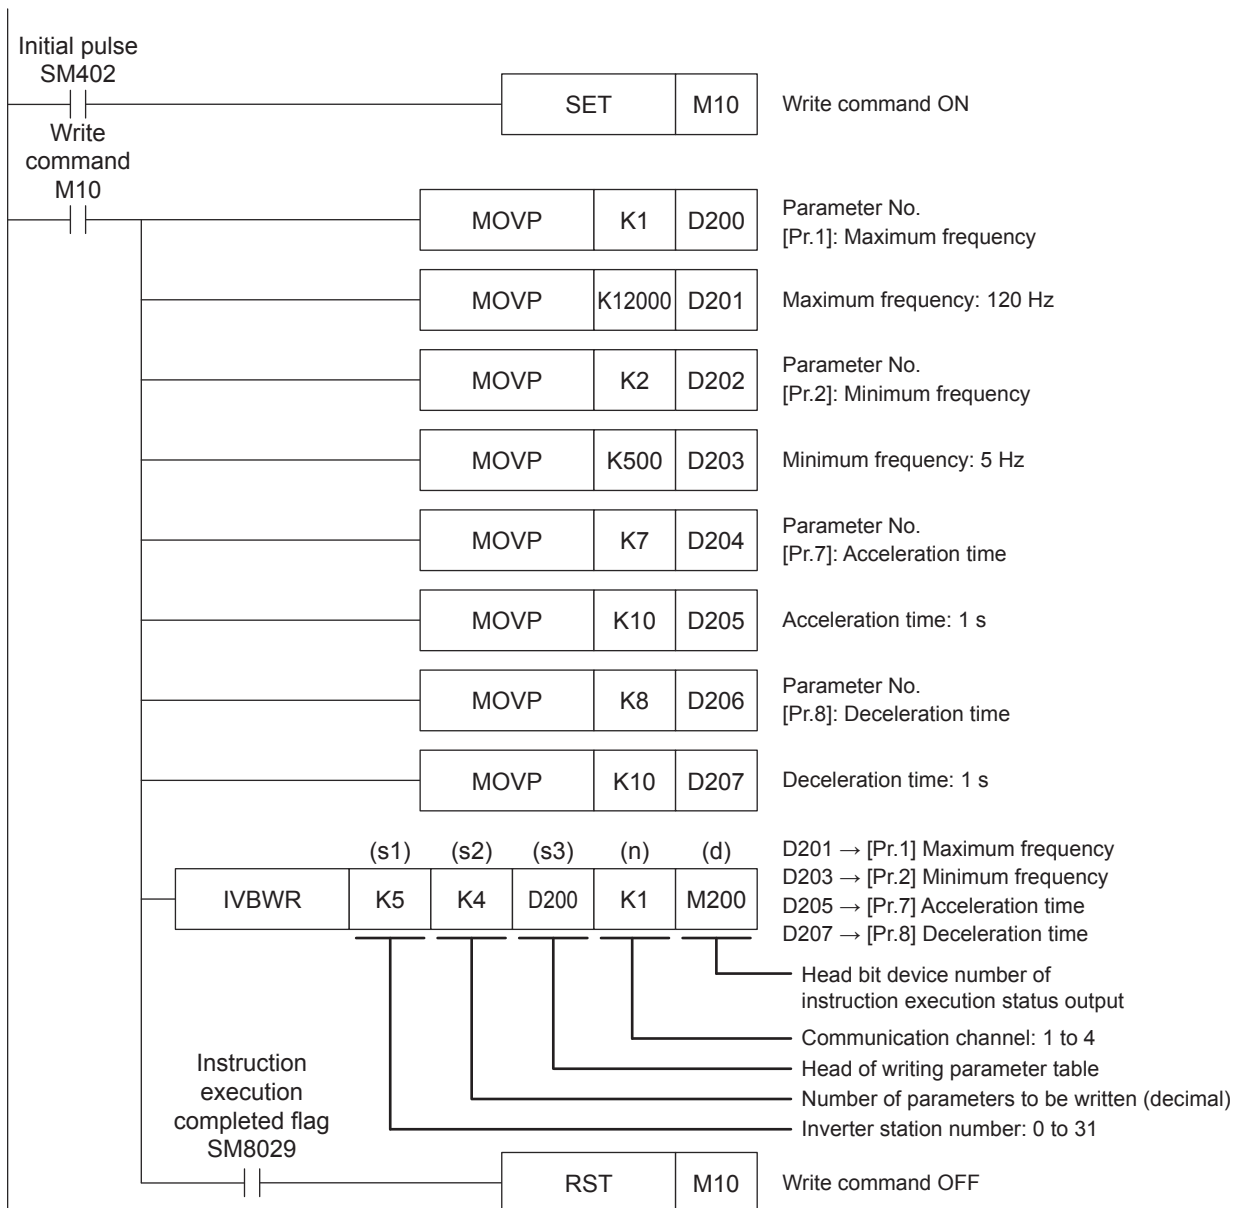 Initial pulse
SM402
SET M10 Write command ON
Write
command
M10
MOVP K1 D200 Parameter No.
[Pr.1]: Maximum frequency
MOVP K12000 D201 Maximum frequency: 120 Hz
MOVP K2 D202 Parameter No.
[Pr.2]: Minimum frequency
MOVP K500 D203 Minimum frequency: 5 Hz
MOVP K7 D204 Parameter No.
[Pr.7]: Acceleration time
MOVP K10 D205 Acceleration time: 1 s
MOVP K8 D206 Parameter No.
[Pr.8]: Deceleration time
MOVP K10 D207 Deceleration time: 1 s
(s1) (s2) (s3) (n) (d)
IVBWR K5 K4 D200 K1 M200
D201 → [Pr.1] Maximum frequency
D203 → [Pr.2] Minimum frequency
D205 → [Pr.7] Acceleration time
D207 → [Pr.8] Deceleration time
Head bit device number of
instruction execution status output
Communication channel: 1 to 4
Head of writing parameter table
Number of parameters to be written (decimal)
Inverter station number: 0 to 31
Instruction
execution
completed flag
SM8029
RST M10 Write command OFF